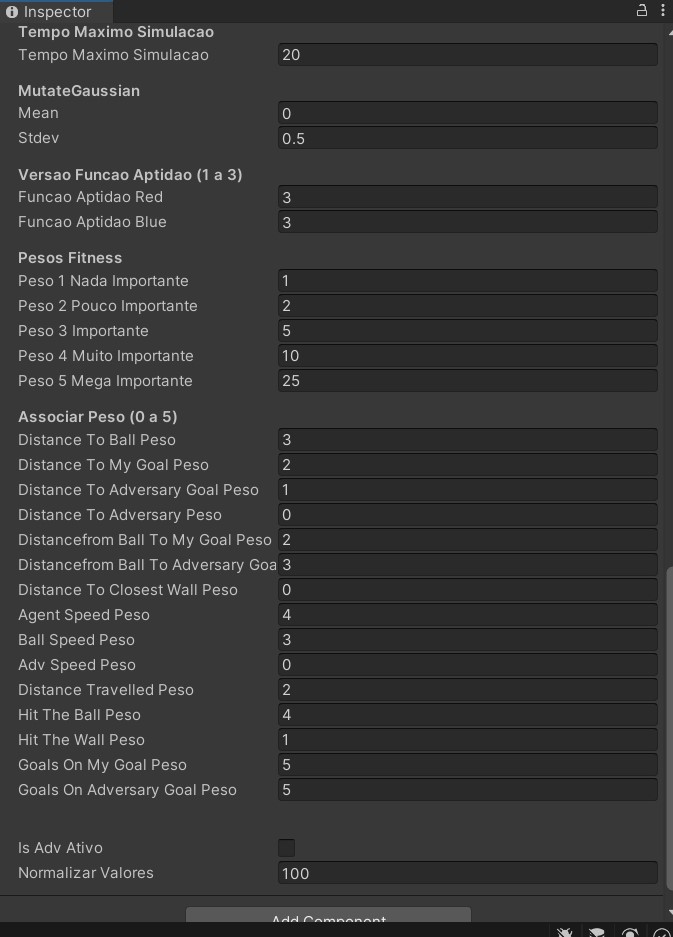 Inspector
Tempo Maximo Simulacao
Tempo Maximo Simulacao 20
MutateGaussian
Mean 0
Stdev 0.5
Versao Funcao Aptidao (1 a 3)
Funcao Aptidao Red 3
Funcao Aptidao Blue 3
Pesos Fitness
Peso 1 Nada Importante 1
Peso 2 Pouco Importante 2
Peso 3 Importante 5
Peso 4 Muito Importante 10
Peso 5 Mega Importante 25
Associar Peso (0 a 5)
Distance To Ball Peso 3
Distance To My Goal Peso 2
Distance To Adversary Goal Peso 1
Distance To Adversary Peso 0
Distancefrom Ball To My Goal Peso 2
Distancefrom Ball To Adversary Goa 3
Distance To Closest Wall Peso 0
Agent Speed Peso 4
Ball Speed Peso 3
Adv Speed Peso 0
Distance Travelled Peso 2
Hit The Ball Peso 4
Hit The Wall Peso 1
Goals On My Goal Peso 5
Goals On Adversary Goal Peso 5
Is Adv Ativo
Normalizar Valores 100
Add Component